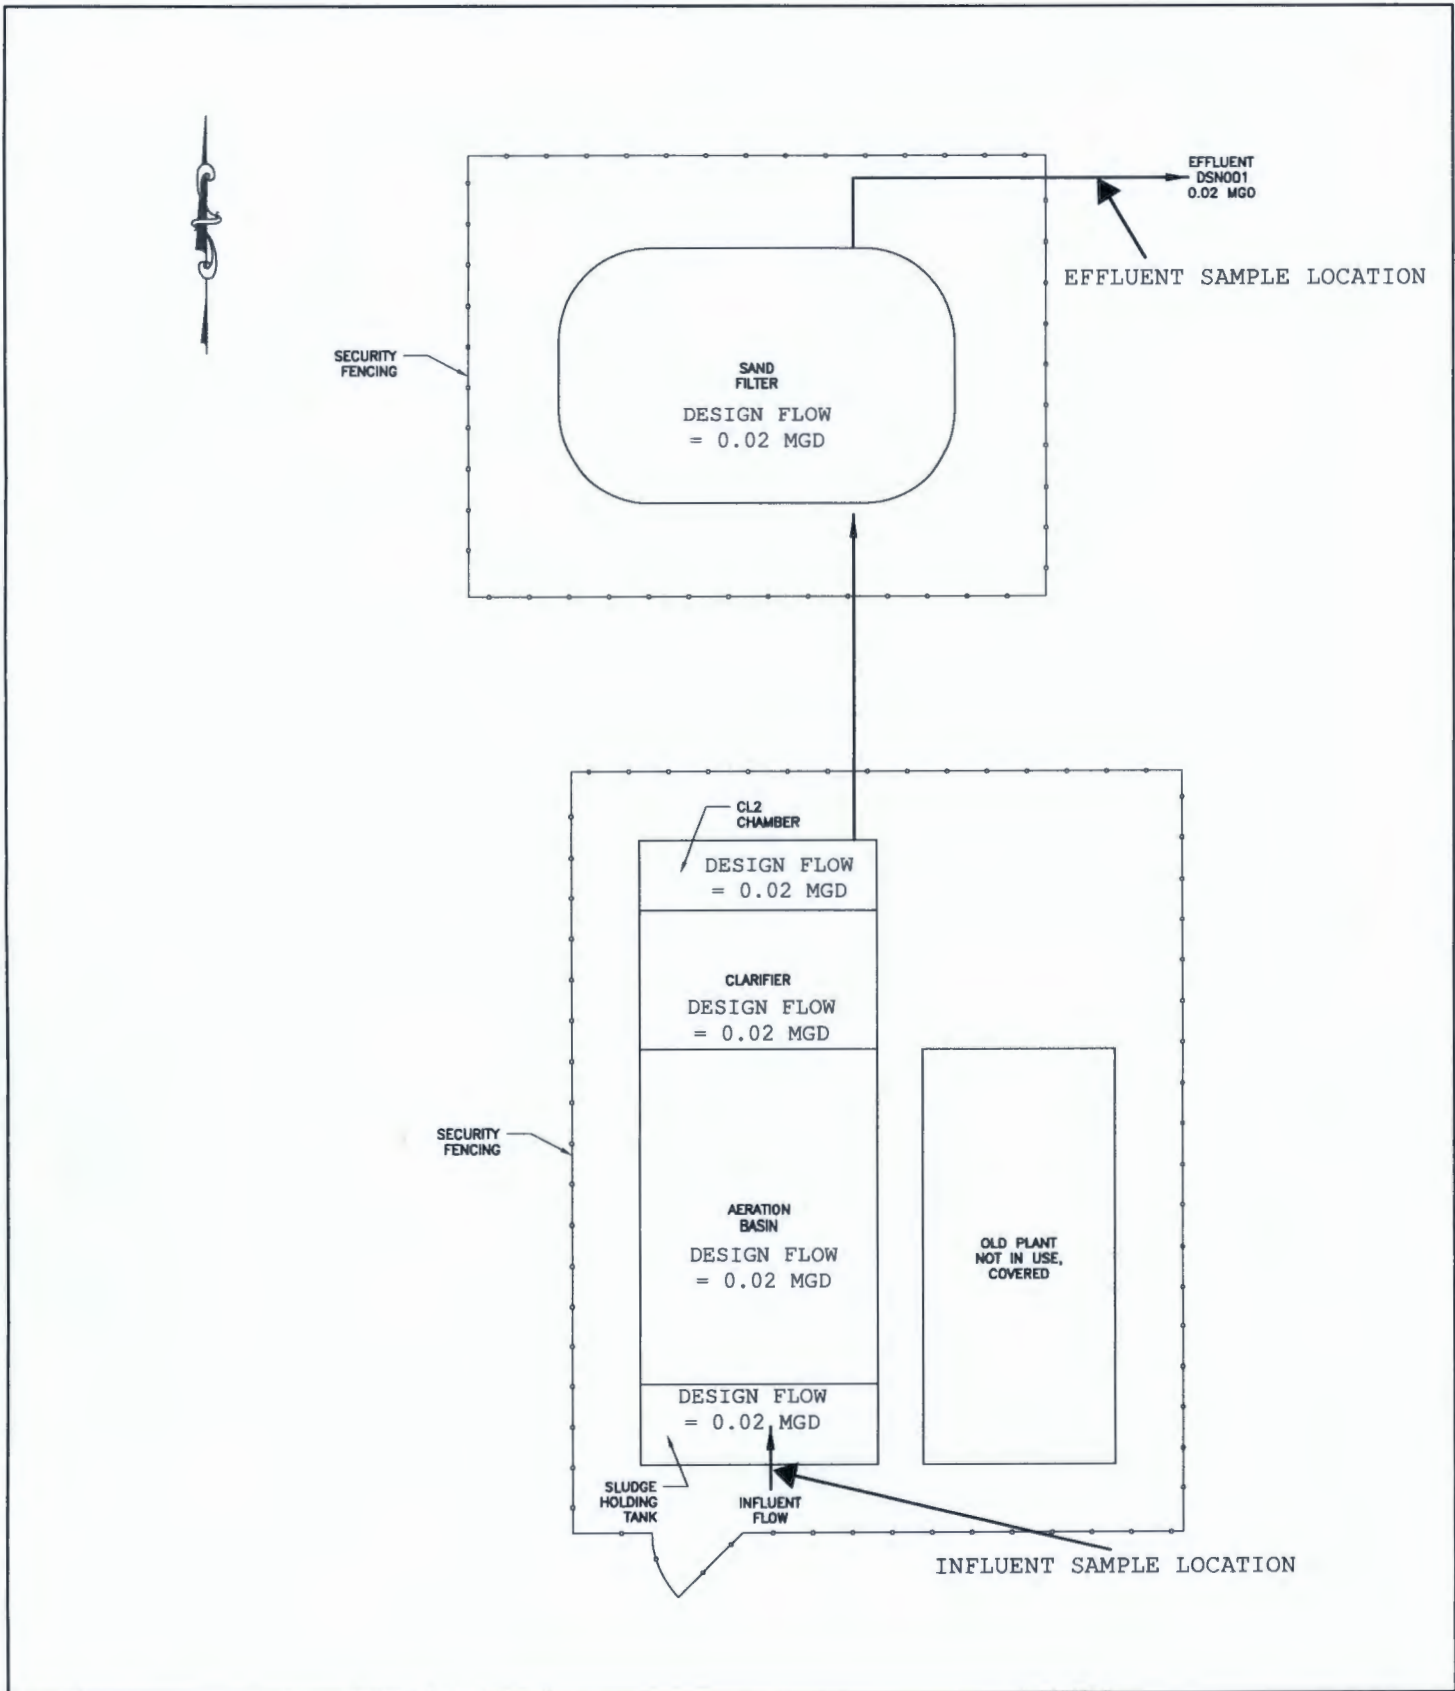 EFFLUENT
DSN001
0.02 MGD
EFFLUENT SAMPLE LOCATION
SECURITY
FENCING
SAND
FILTER
DESIGN FLOW
= 0.02 MGD
CL2
CHAMBER
DESIGN FLOW
= 0.02 MGD
CLARIFIER
DESIGN FLOW
= 0.02 MGD
SECURITY
FENCING
AERATION
BASIN
DESIGN FLOW
= 0.02 MGD
OLD PLANT
NOT IN USE,
COVERED
DESIGN FLOW
= 0.02 MGD
SLUDGE
HOLDING
TANK
INFLUENT
FLOW
INFLUENT SAMPLE LOCATION